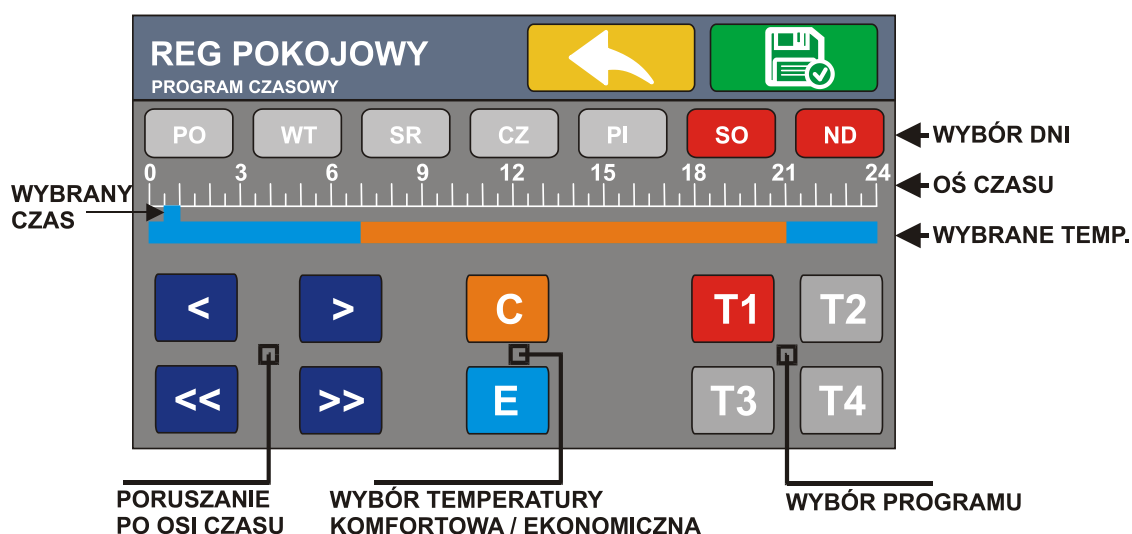 REG POKOJOWY
PROGRAM CZASOWY
PO WT SR CZ PI SO ND
WYBÓR DNI
0 3 6 9 12 15 18 21 24
OŚ CZASU
WYBRANY
CZAS
WYBRANE TEMP.
< > C T1 T2
<< >> E T3 T4
PORUSZANIE
PO OSI CZASU
WYBÓR TEMPERATURY
KOMFORTOWA / EKONOMICZNA
WYBÓR PROGRAMU